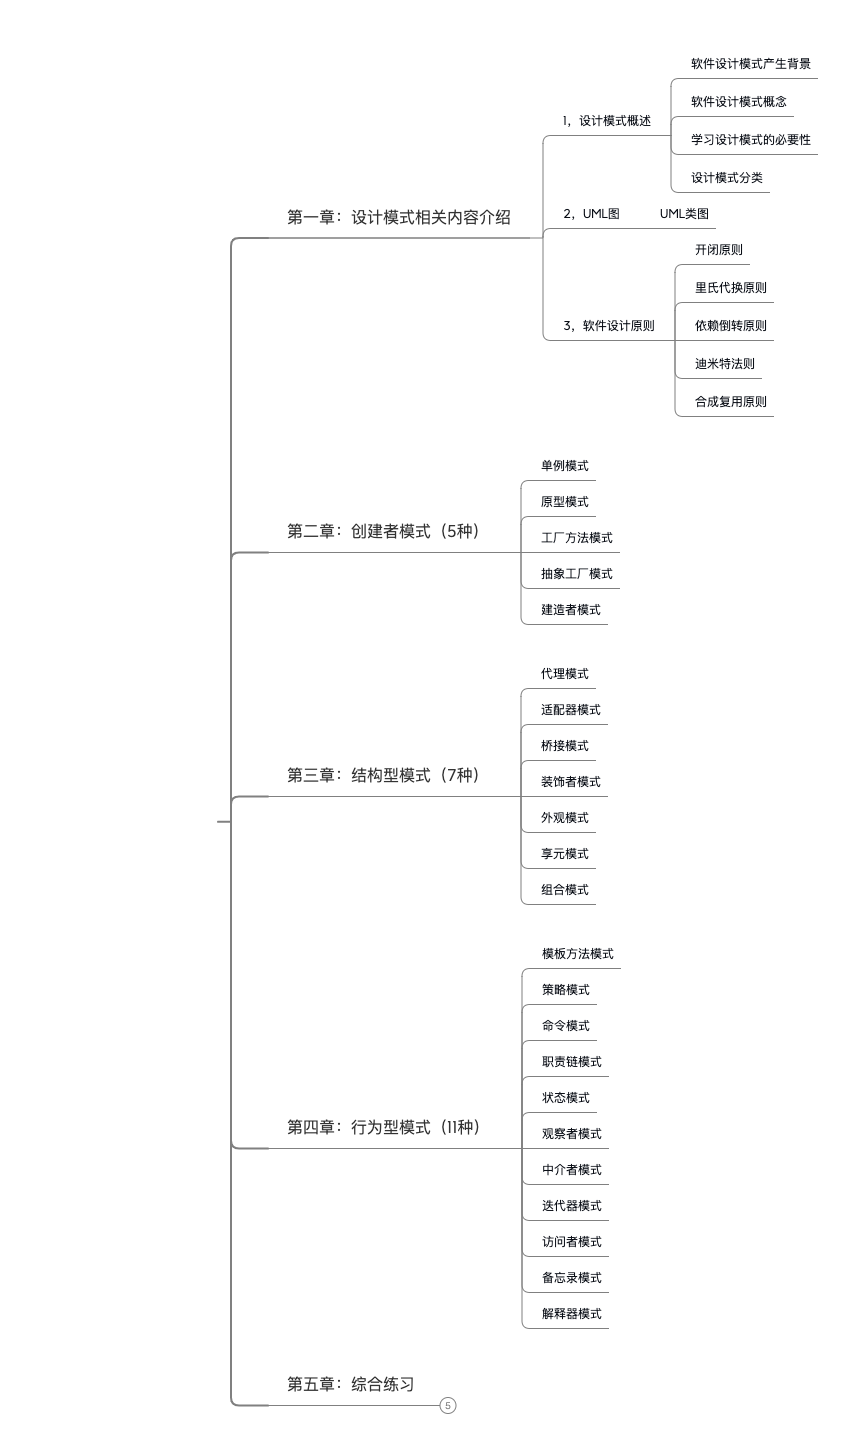 第一章：设计模式相关内容介绍
1，设计模式概述
软件设计模式产生背景
软件设计模式概念
学习设计模式的必要性
设计模式分类
2，UML图
UML类图
3，软件设计原则
开闭原则
里氏代换原则
依赖倒转原则
迪米特法则
合成复用原则
第二章：创建者模式（5种）
单例模式
原型模式
工厂方法模式
抽象工厂模式
建造者模式
第三章：结构型模式（7种）
代理模式
适配器模式
桥接模式
装饰者模式
外观模式
享元模式
组合模式
第四章：行为型模式（11种）
模板方法模式
策略模式
命令模式
职责链模式
状态模式
观察者模式
中介者模式
迭代器模式
访问者模式
备忘录模式
解释器模式
第五章：综合练习
5